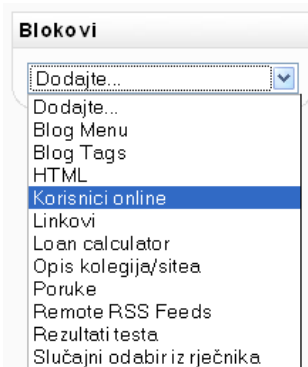 Blokovi
Dodajte...
Dodajte...
Blog Menu
Blog Tags
HTML
Korisnici online
Linkovi
Loan calculator
Opis kolegija/sitea
Poruke
Remote RSS Feeds
Rezultati testa
Slučajni odabir iz rječnika